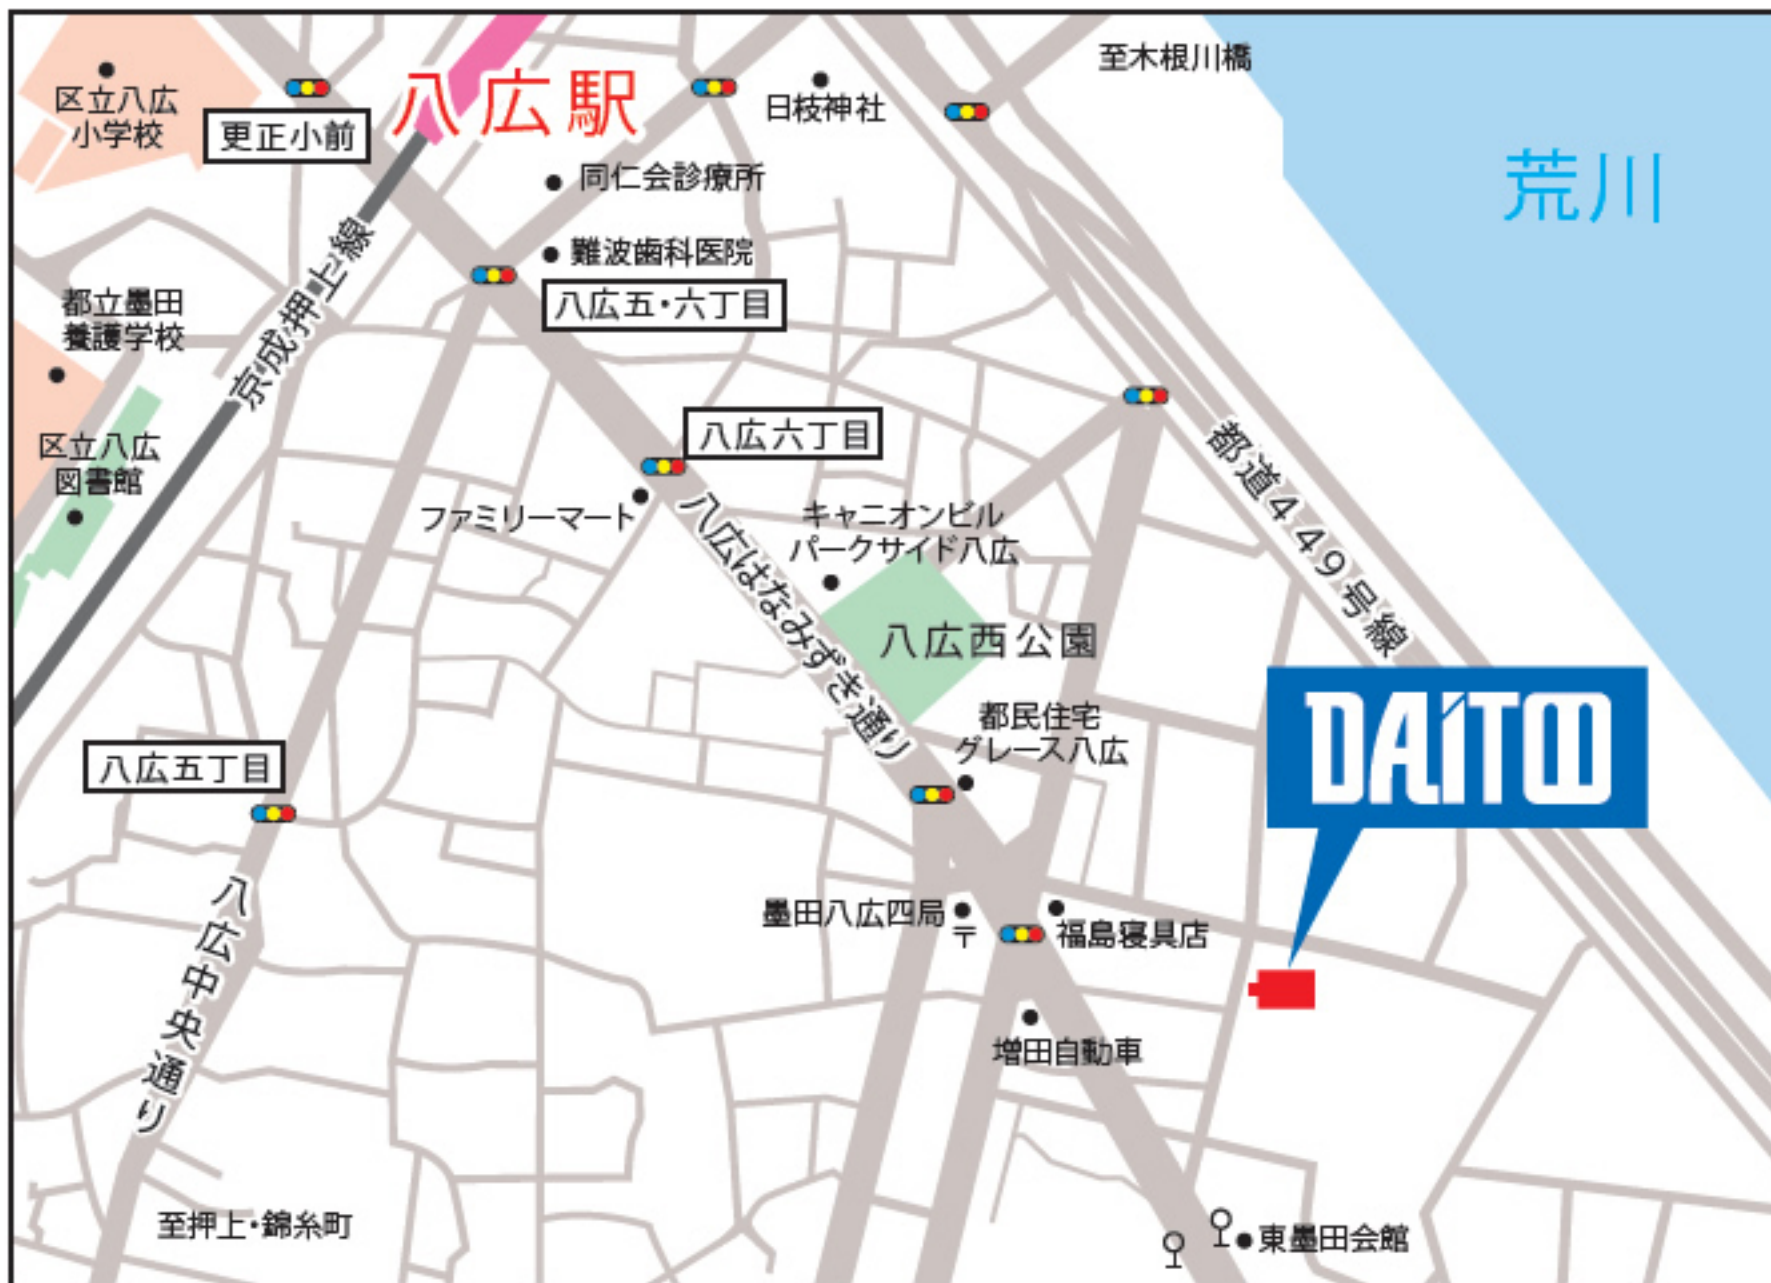 至木根川橋
区立八広
小学校
更正小前
八広駅
日枝神社
荒川
同仁会診療所
難波歯科医院
八広五・六丁目
京成押上線
都立墨田
養護学校
区立八広
図書館
八広六丁目
ファミリーマート
キャニオンビル
パークサイド八広
都道449号線
八広はなみずき通り
八広西公園
都民住宅
グレース八広
DAITOO
八広五丁目
八広中央通り
墨田八広四局
〒
福島寝具店
増田自動車
至押上・錦糸町
東墨田会館